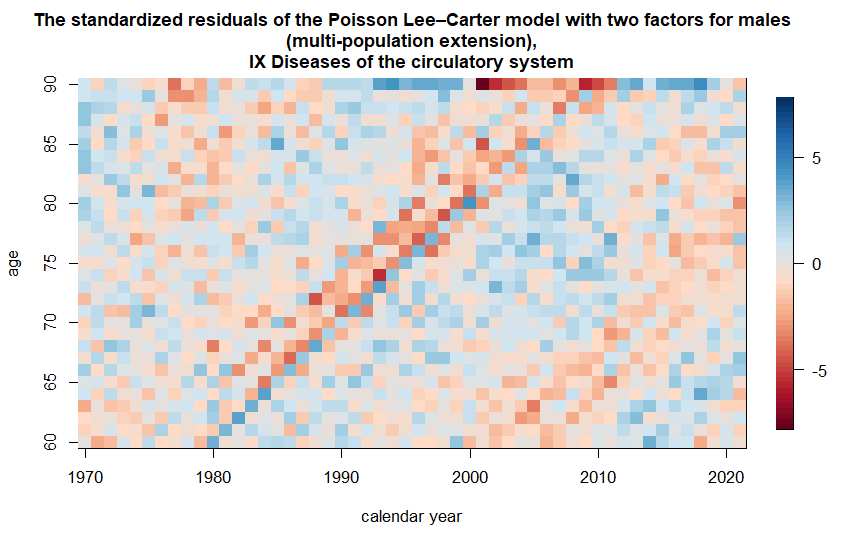 The standardized residuals of the Poisson Lee–Carter model with two factors for males
(multi-population extension),
IX Diseases of the circulatory system
90
85
80
75
70
65
60
age
1970 1980 1990 2000 2010 2020
calendar year
5
0
-5